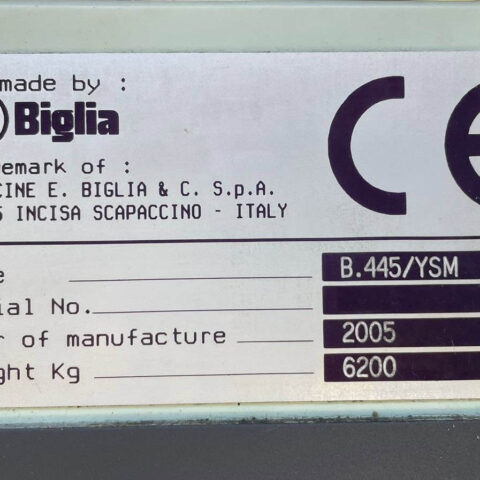 made by :
Biglia
emark of :
CINE E. BIGLIA & C. S.p.A.
5 INCISA SCAPACCINO - ITALY
CE
e B.445/YSM
ial No.
r of manufacture 2005
ght Kg 6200